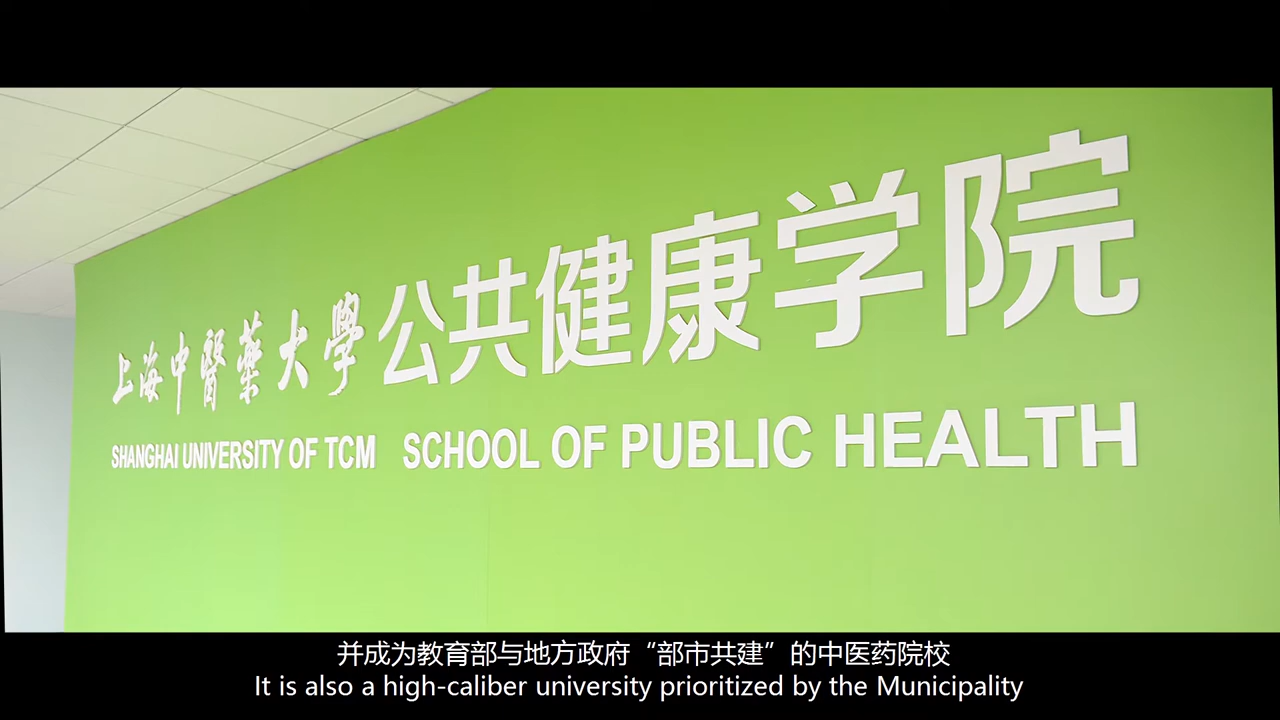 上海中醫藥大學 公共健康学院
SHANGHAI UNIVERSITY OF TCM SCHOOL OF PUBLIC HEALTH
并成为教育部与地方政府“部市共建”的中医药院校
It is also a high-caliber university prioritized by the Municipality